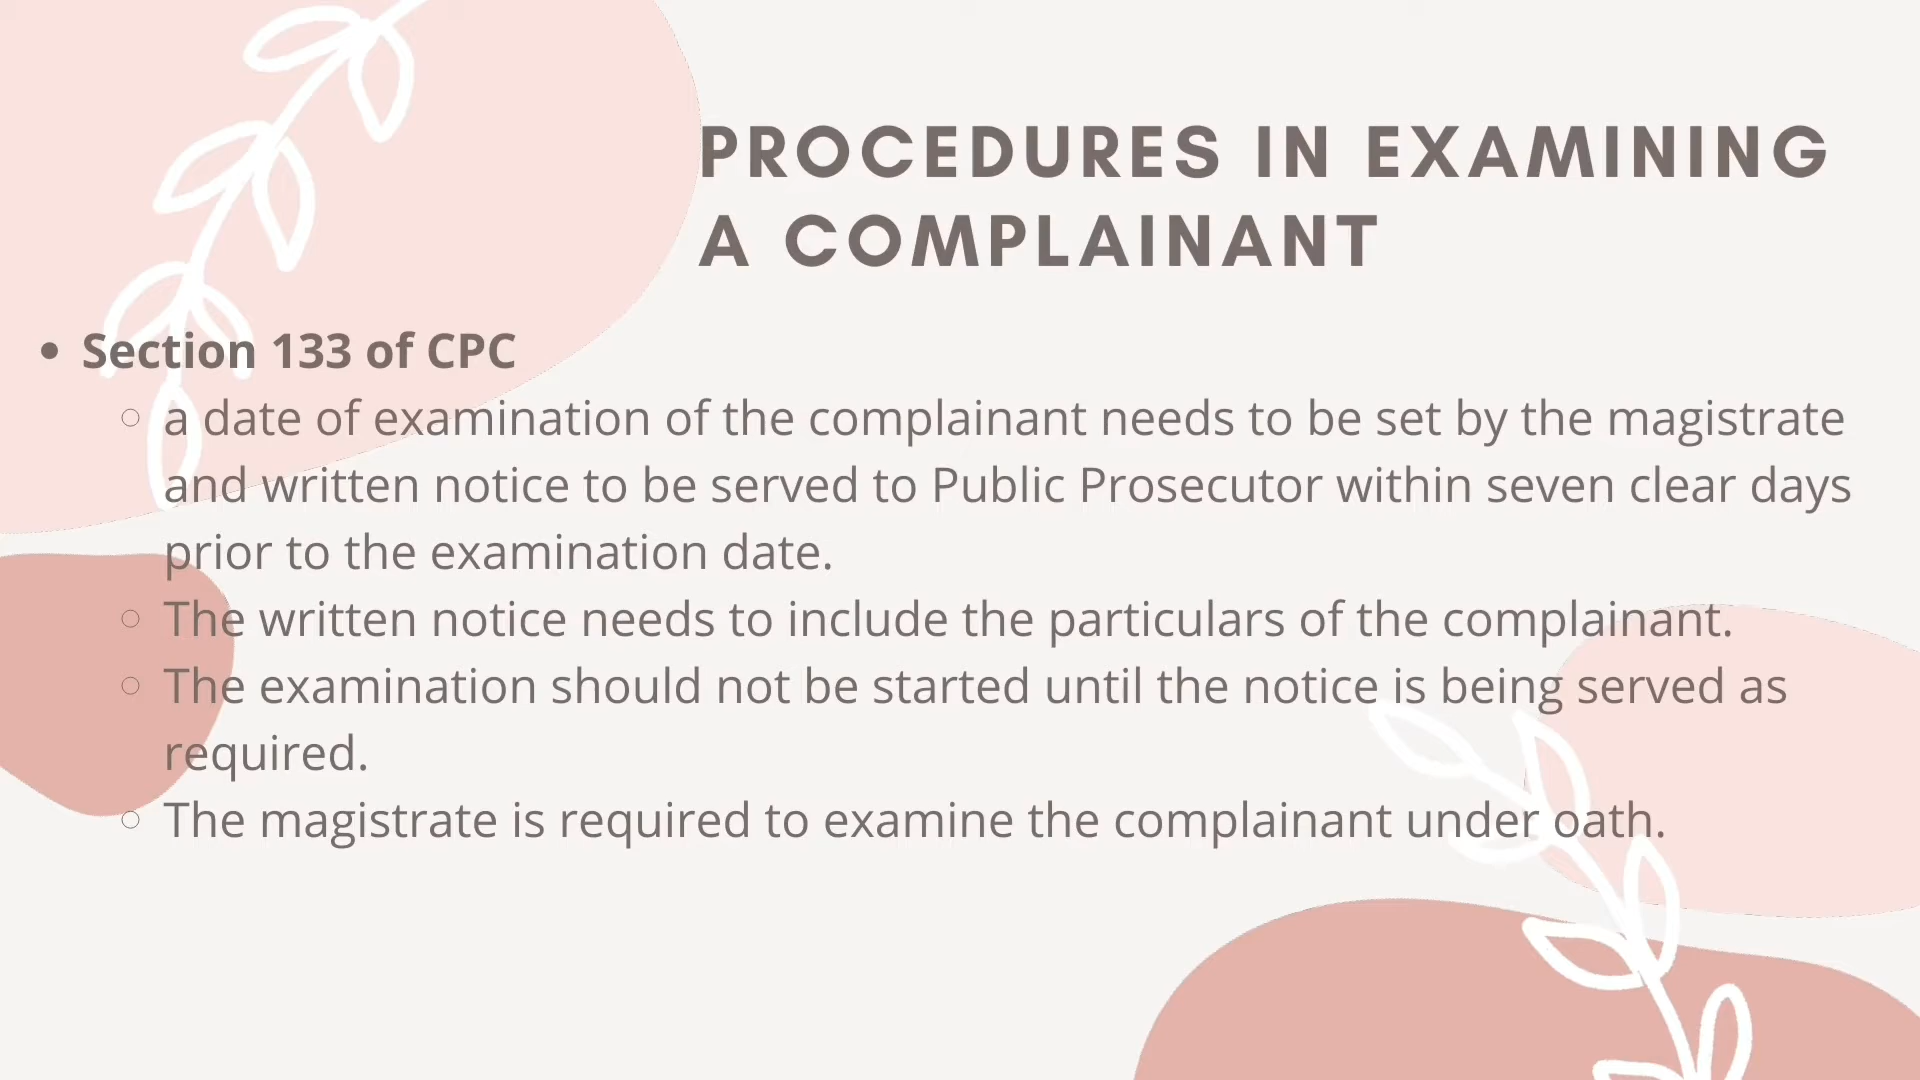 PROCEDURES IN EXAMINING
A COMPLAINANT
• Section 133 of CPC
○ a date of examination of the complainant needs to be set by the magistrate
and written notice to be served to Public Prosecutor within seven clear days
prior to the examination date.
○ The written notice needs to include the particulars of the complainant.
○ The examination should not be started until the notice is being served as
required.
○ The magistrate is required to examine the complainant under oath.